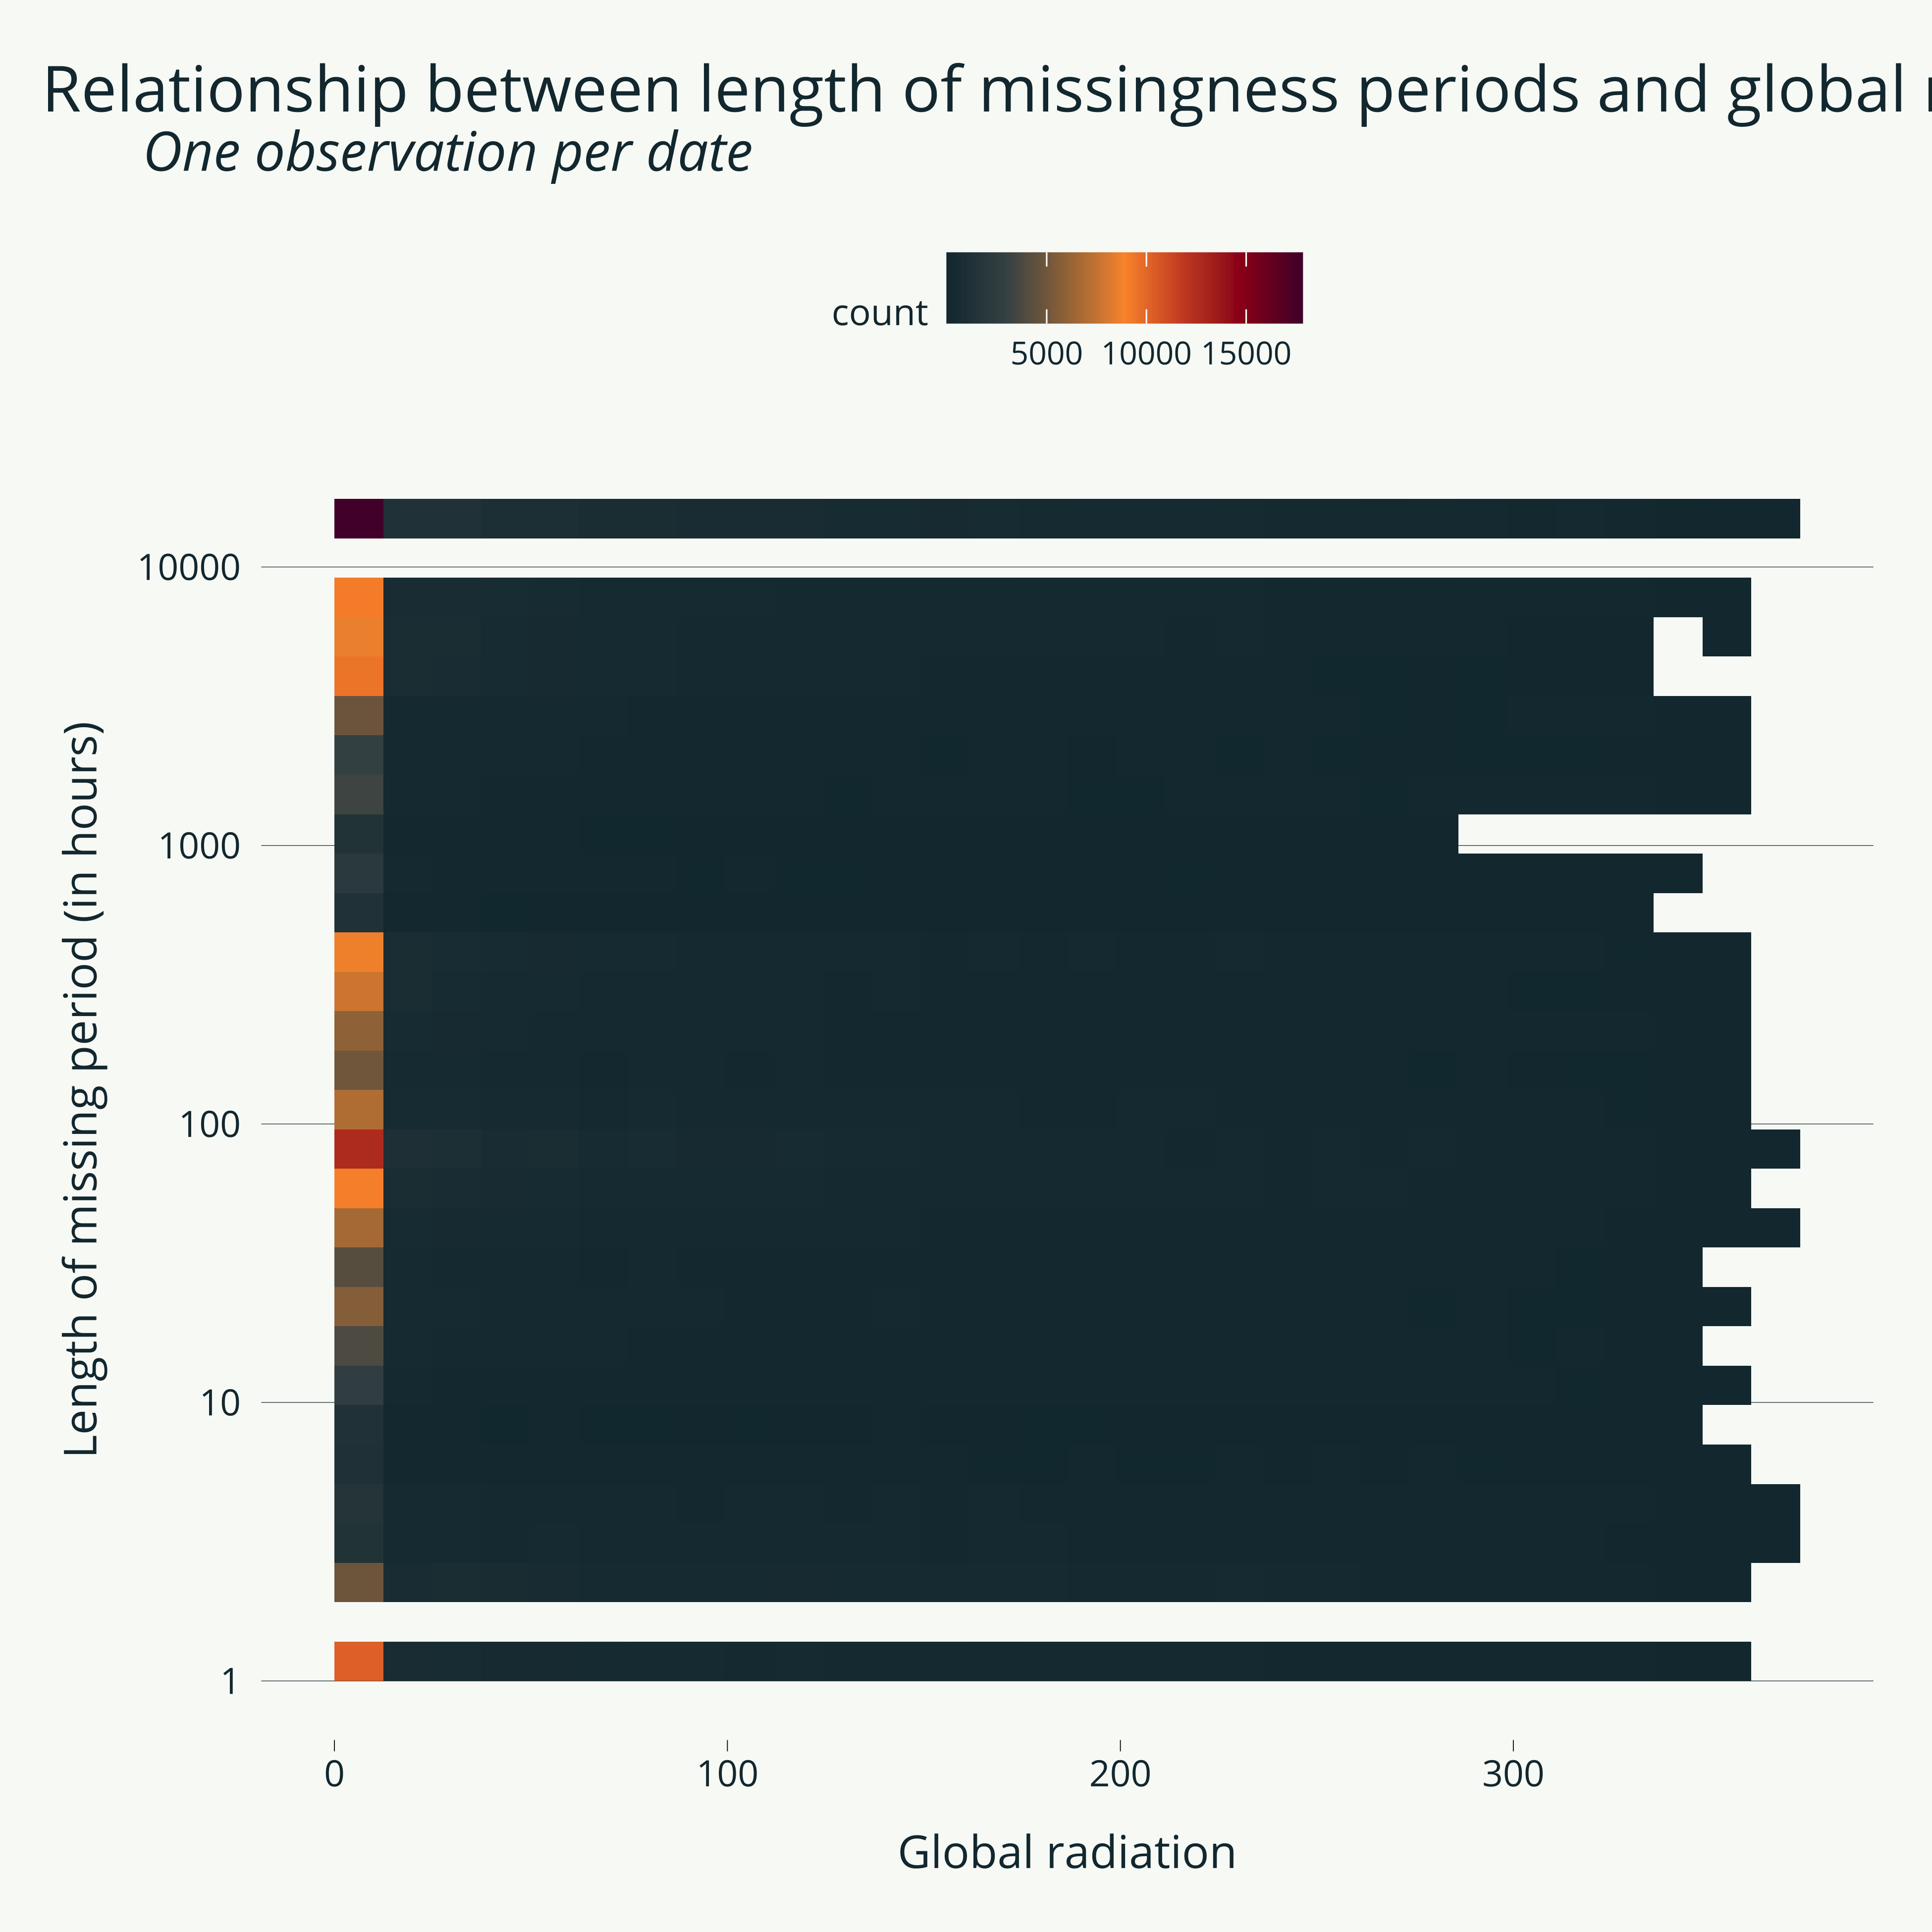 Relationship between length of missingness periods and global
One observation per date
count
5000 10000 15000
10000
1000
100
10
1
Length of missing period (in hours)
0 100 200 300
Global radiation